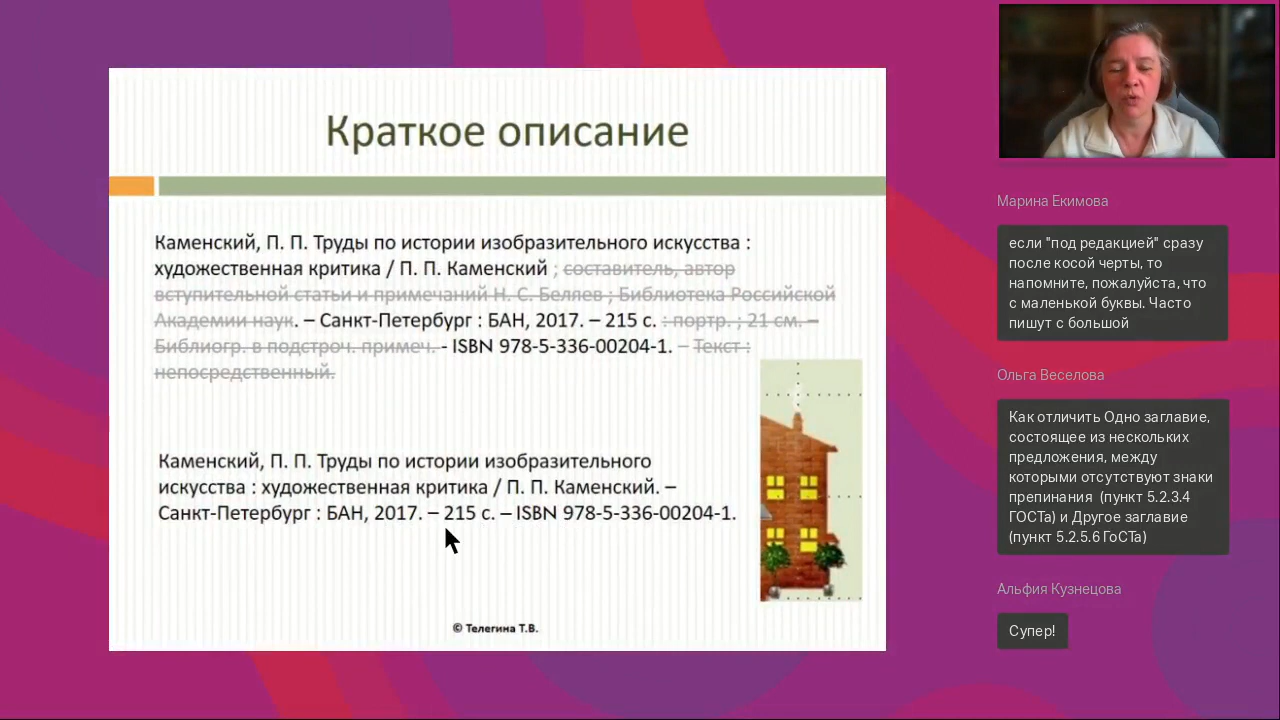 Краткое описание
Каменский, П. П. Труды по истории изобразительного искусства :
художественная критика / П. П. Каменский ; составитель, автор
вступительной статьи и примечаний Н. С. Беляев ; Библиотека Российской
Академии наук. – Санкт-Петербург : БАН, 2017. – 215 с. : портр. ; 21 см. –
Библиогр. в подстроч. примеч. - ISBN 978-5-336-00204-1. – Текст :
непосредственный.
Каменский, П. П. Труды по истории изобразительного
искусства : художественная критика / П. П. Каменский. –
Санкт-Петербург : БАН, 2017. – 215 с. – ISBN 978-5-336-00204-1.
© Телегина Т.В.
Марина Екимова
если "под редакцией" сразу
после косой черты, то
напомните, пожалуйста, что
с маленькой буквы. Часто
пишут с большой
Ольга Веселова
Как отличить Одно заглавие,
состоящее из нескольких
предложения, между
которыми отсутствуют знаки
препинания (пункт 5.2.3.4
ГОСТа) и Другое заглавие
(пункт 5.2.5.6 ГоСТа)
Альфия Кузнецова
Супер!